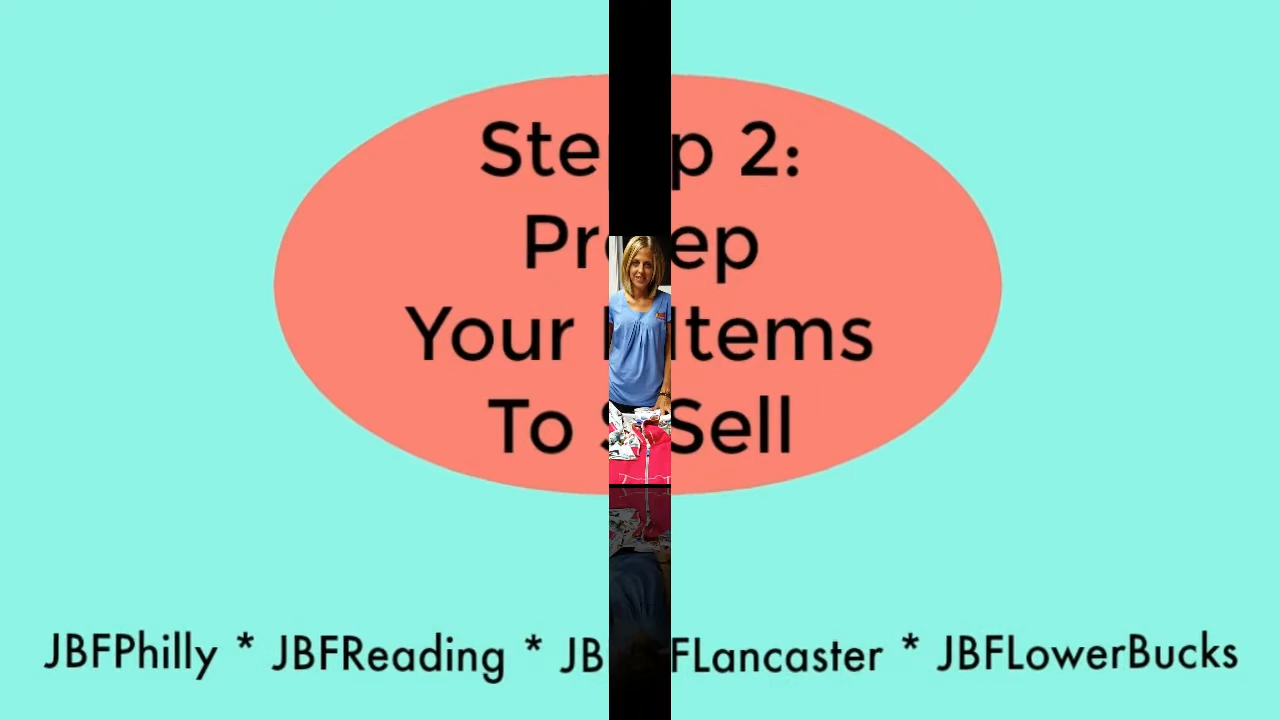 Step 2:
Prep
Your Items
To Sell
JBFPhilly * JBFReading * JBFLancaster * JBFLowerBucks